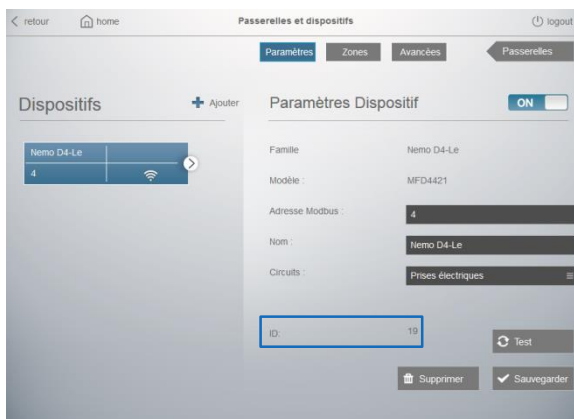 retour
home
Passerelles et dispositifs
logout
Paramètres
Zones
Avancées
Passerelles
Dispositifs
Ajouter
Paramètres Dispositif
ON
Nemo D4-Le
4
Famille
Nemo D4-Le
Modèle :
MFD4421
Adresse Modbus :
4
Nom :
Nemo D4-Le
Circuits :
Prises électriques
ID:
19
Test
Supprimer
Sauvegarder